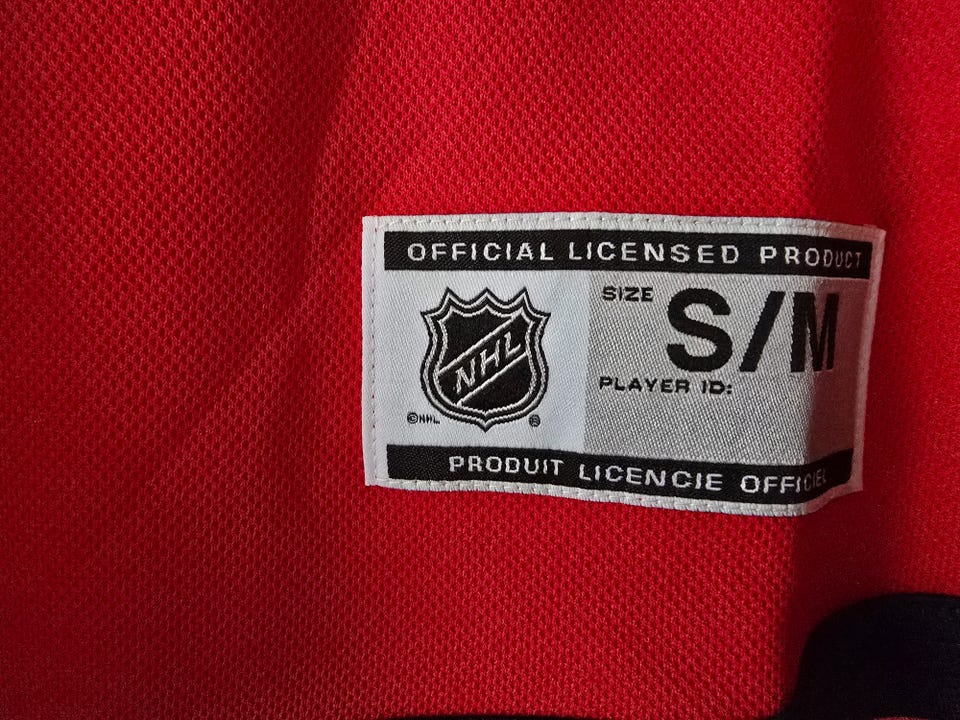 OFFICIAL LICENSED PRODUCT
NHL
©NHL ®
SIZE S/M
PLAYER ID:
PRODUIT LICENCIE OFFICIEL